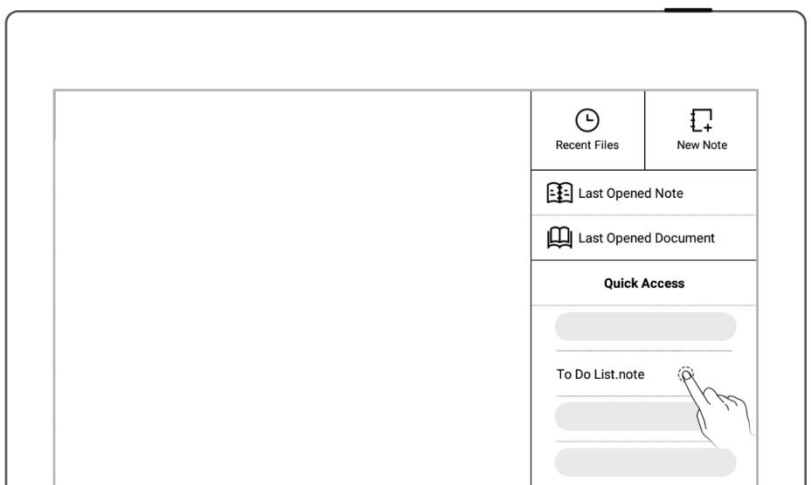 Recent Files
New Note
Last Opened Note
Last Opened Document
Quick Access
To Do List.note